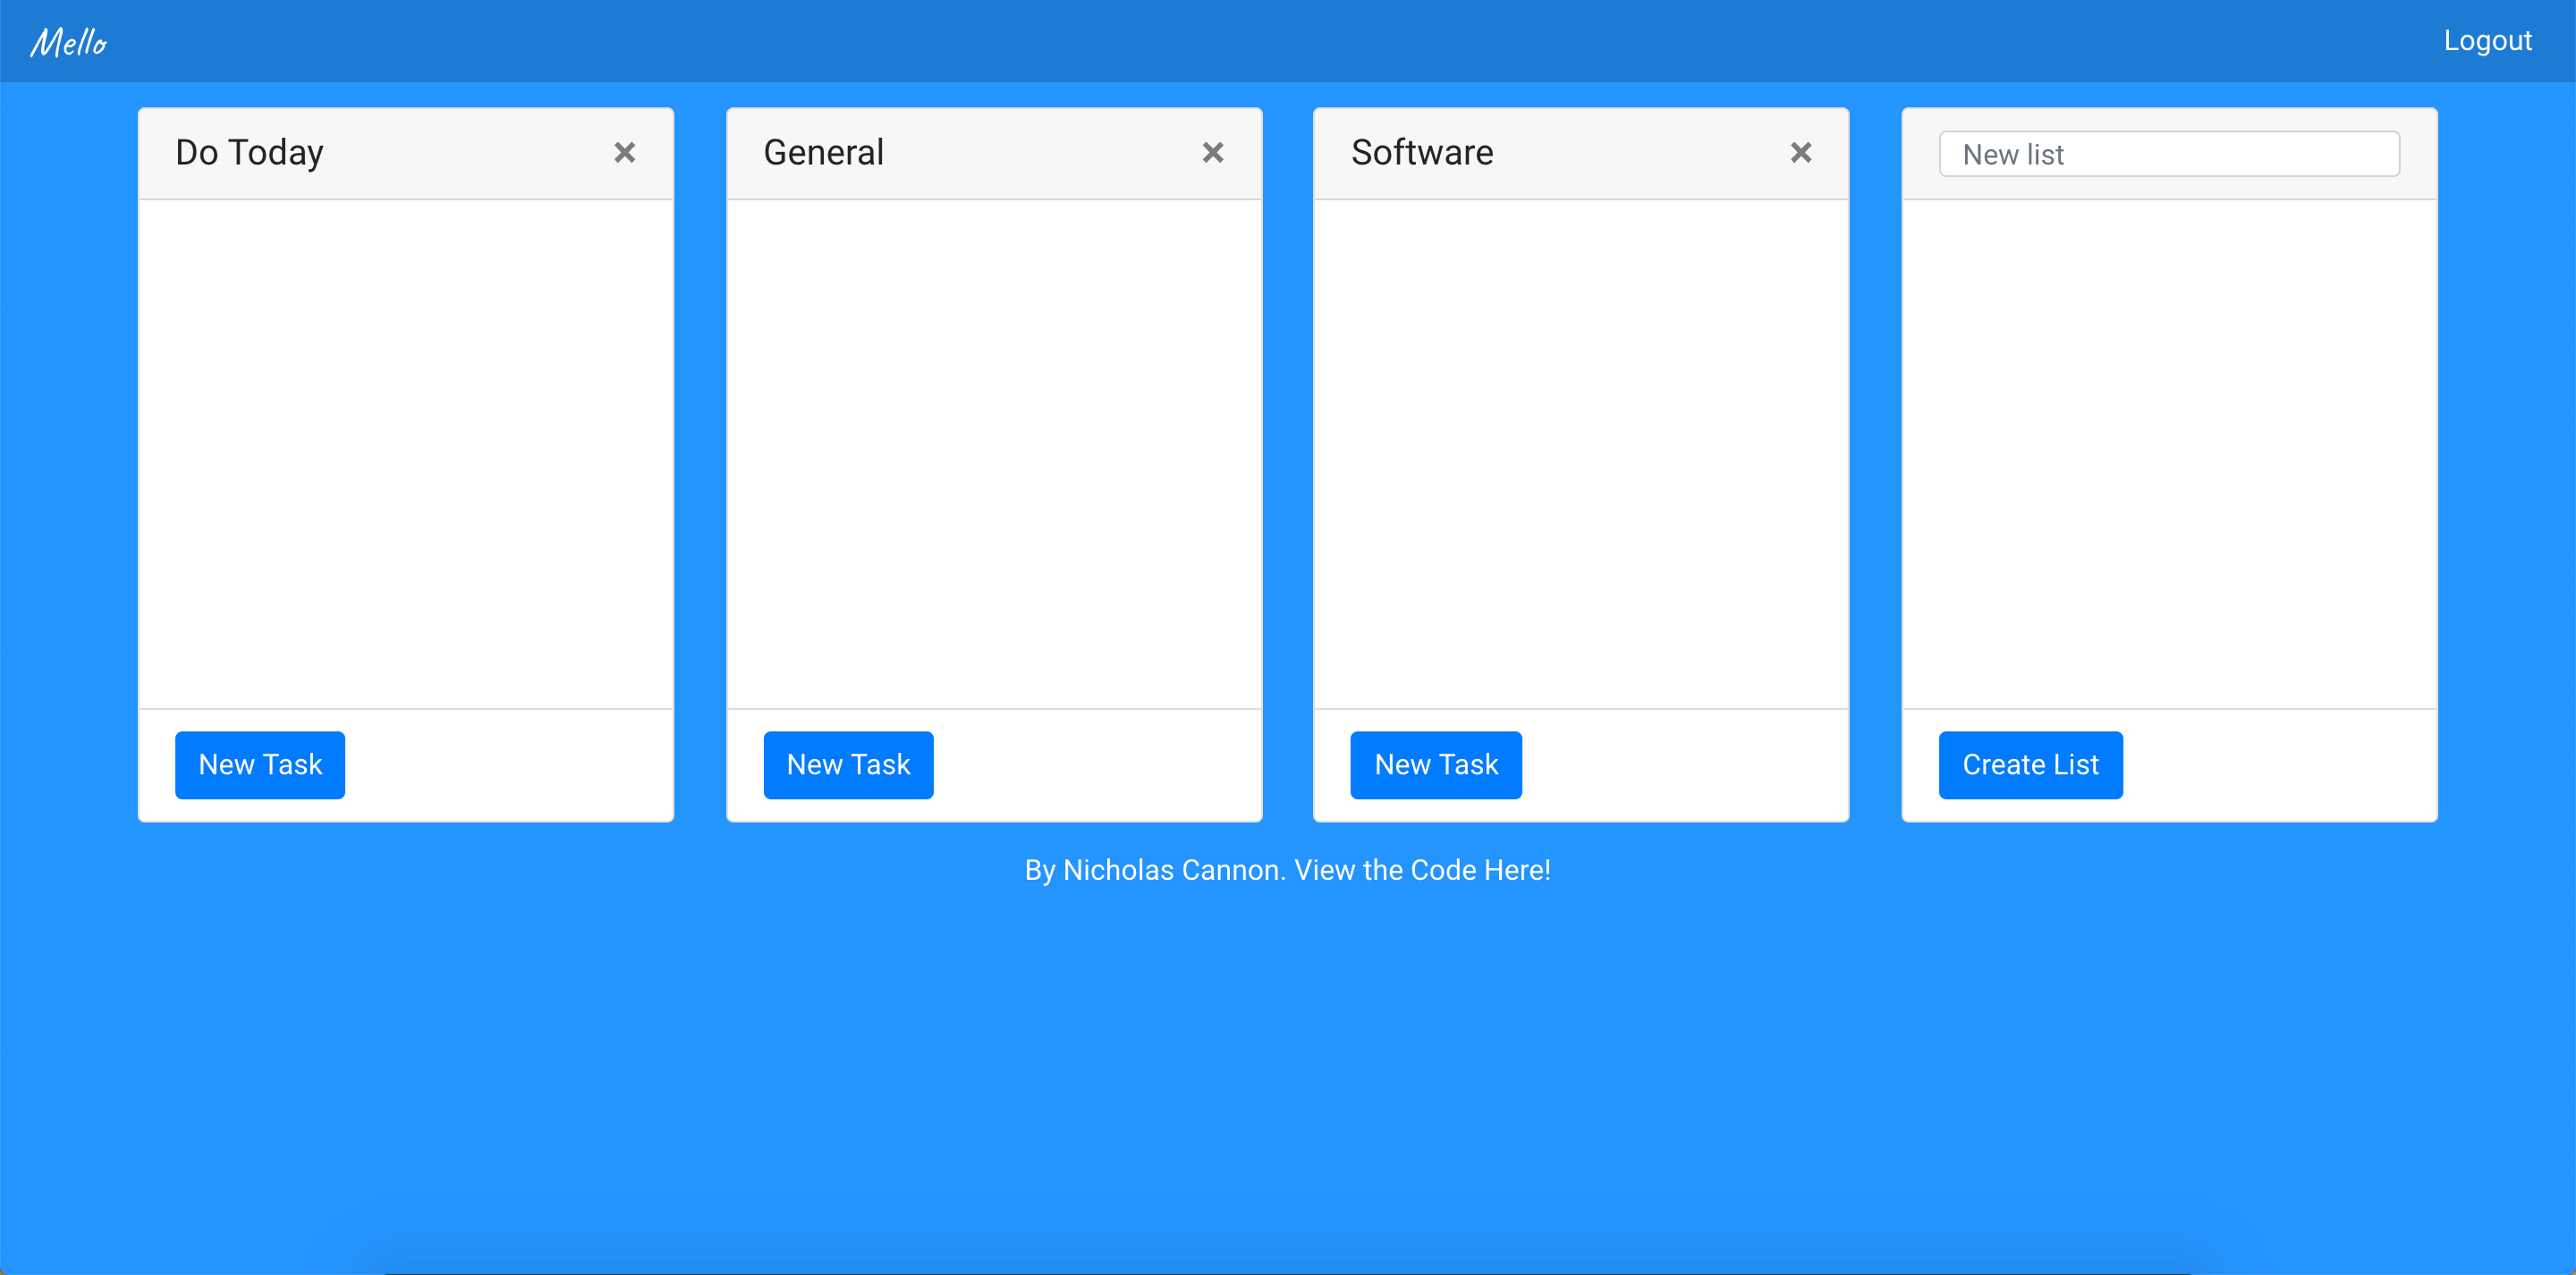 Mello
Logout
Do Today ×
General ×
Software ×
New list
New Task
New Task
New Task
Create List
By Nicholas Cannon. View the Code Here!